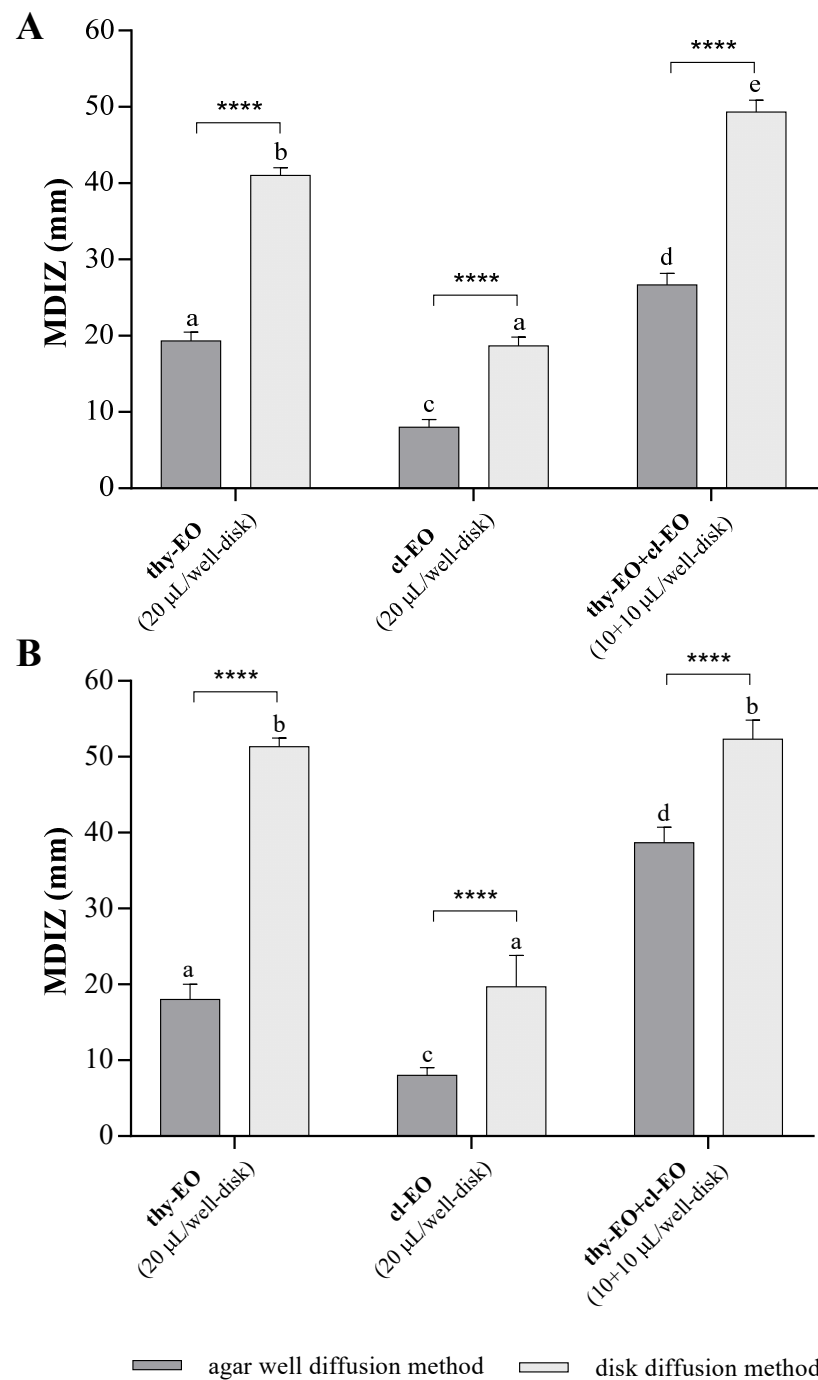 A
MDIZ (mm)
60
50
40
30
20
10
0
****
a
b
****
c
a
****
d
e
thy-EO
(20 µL/well-disk)
cl-EO
(20 µL/well-disk)
thy-EO+cl-EO
(10+10 µL/well-disk)
B
MDIZ (mm)
60
50
40
30
20
10
0
****
a
b
****
c
a
****
d
b
thy-EO
(20 µL/well-disk)
cl-EO
(20 µL/well-disk)
thy-EO+cl-EO
(10+10 µL/well-disk)
agar well diffusion method
disk diffusion method